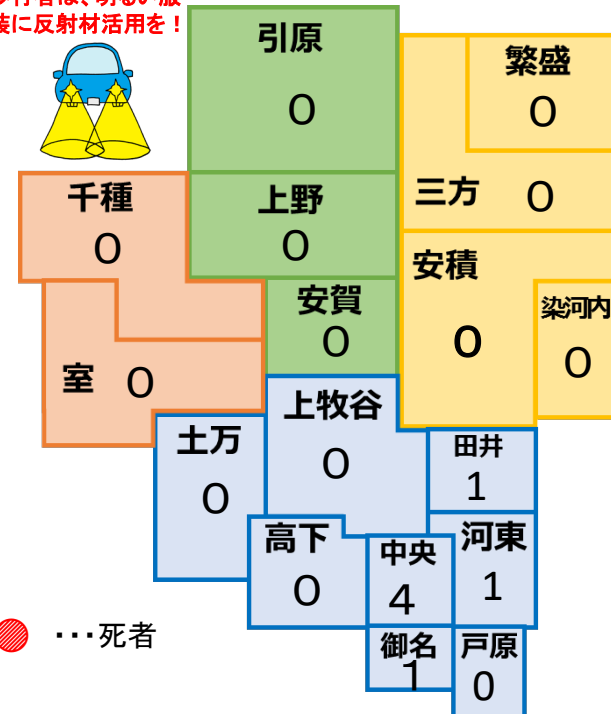 行者は、明るい服
に反射材活用を！
引原
0
繁盛
0
千種
0
上野
0
三方 0
安積
0
安賀
0
染河内
0
室 0
上牧谷
0
土万
0
田井
1
高下
0
中央
4
河東
1
御名
1
戸原
0
・・・死者